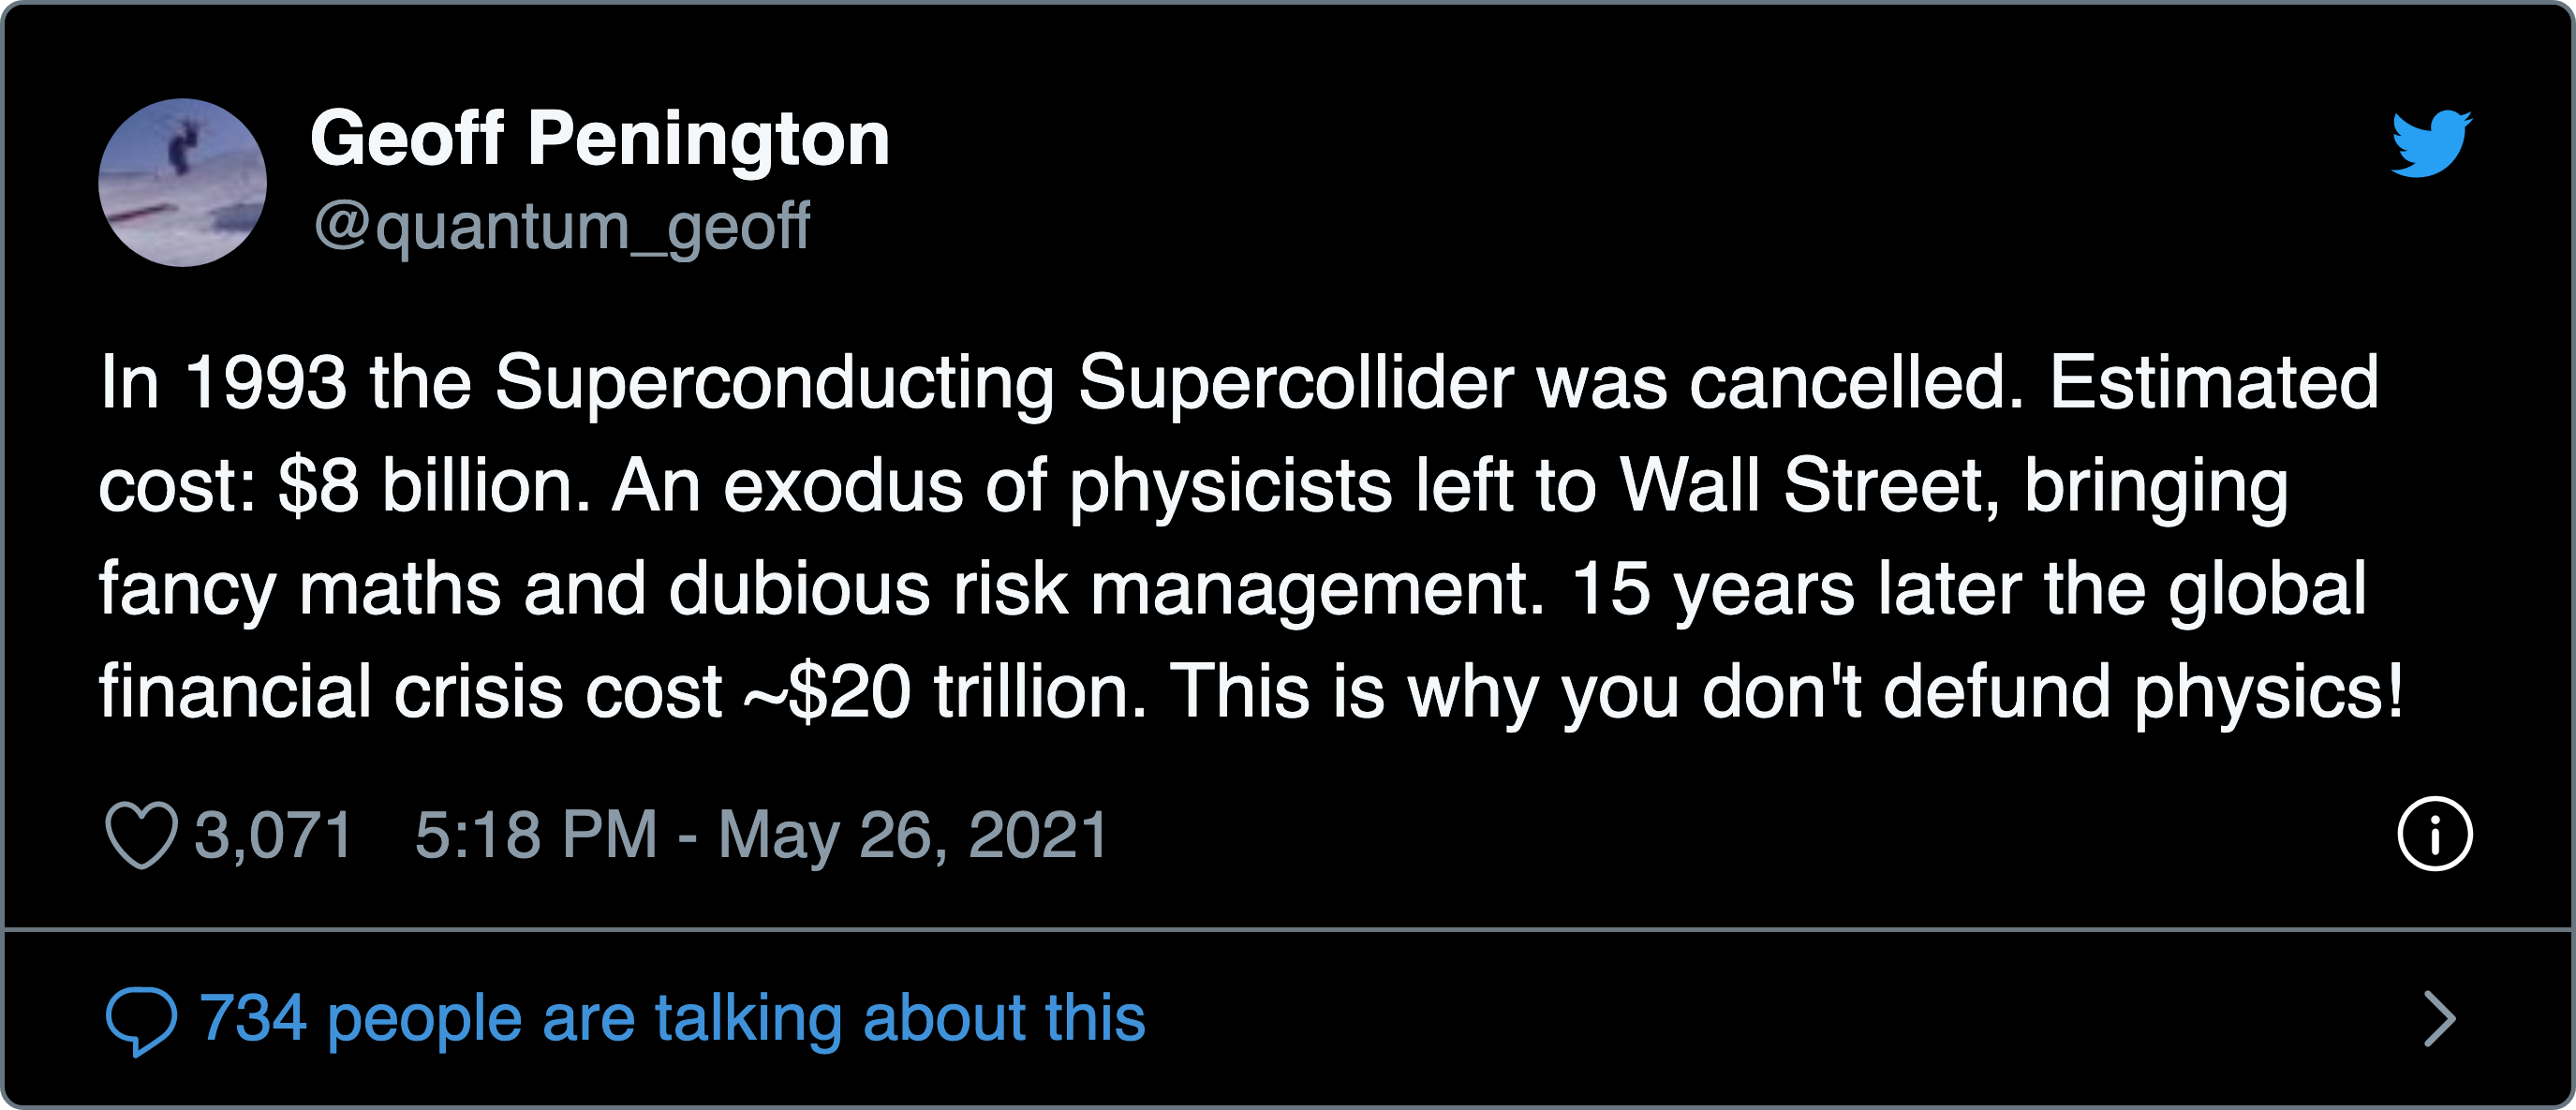 Geoff Penington
@quantum_geoff
In 1993 the Superconducting Supercollider was cancelled. Estimated
cost: $8 billion. An exodus of physicists left to Wall Street, bringing
fancy maths and dubious risk management. 15 years later the global
financial crisis cost ~$20 trillion. This is why you don't defund physics!
3,071 5:18 PM - May 26, 2021
734 people are talking about this